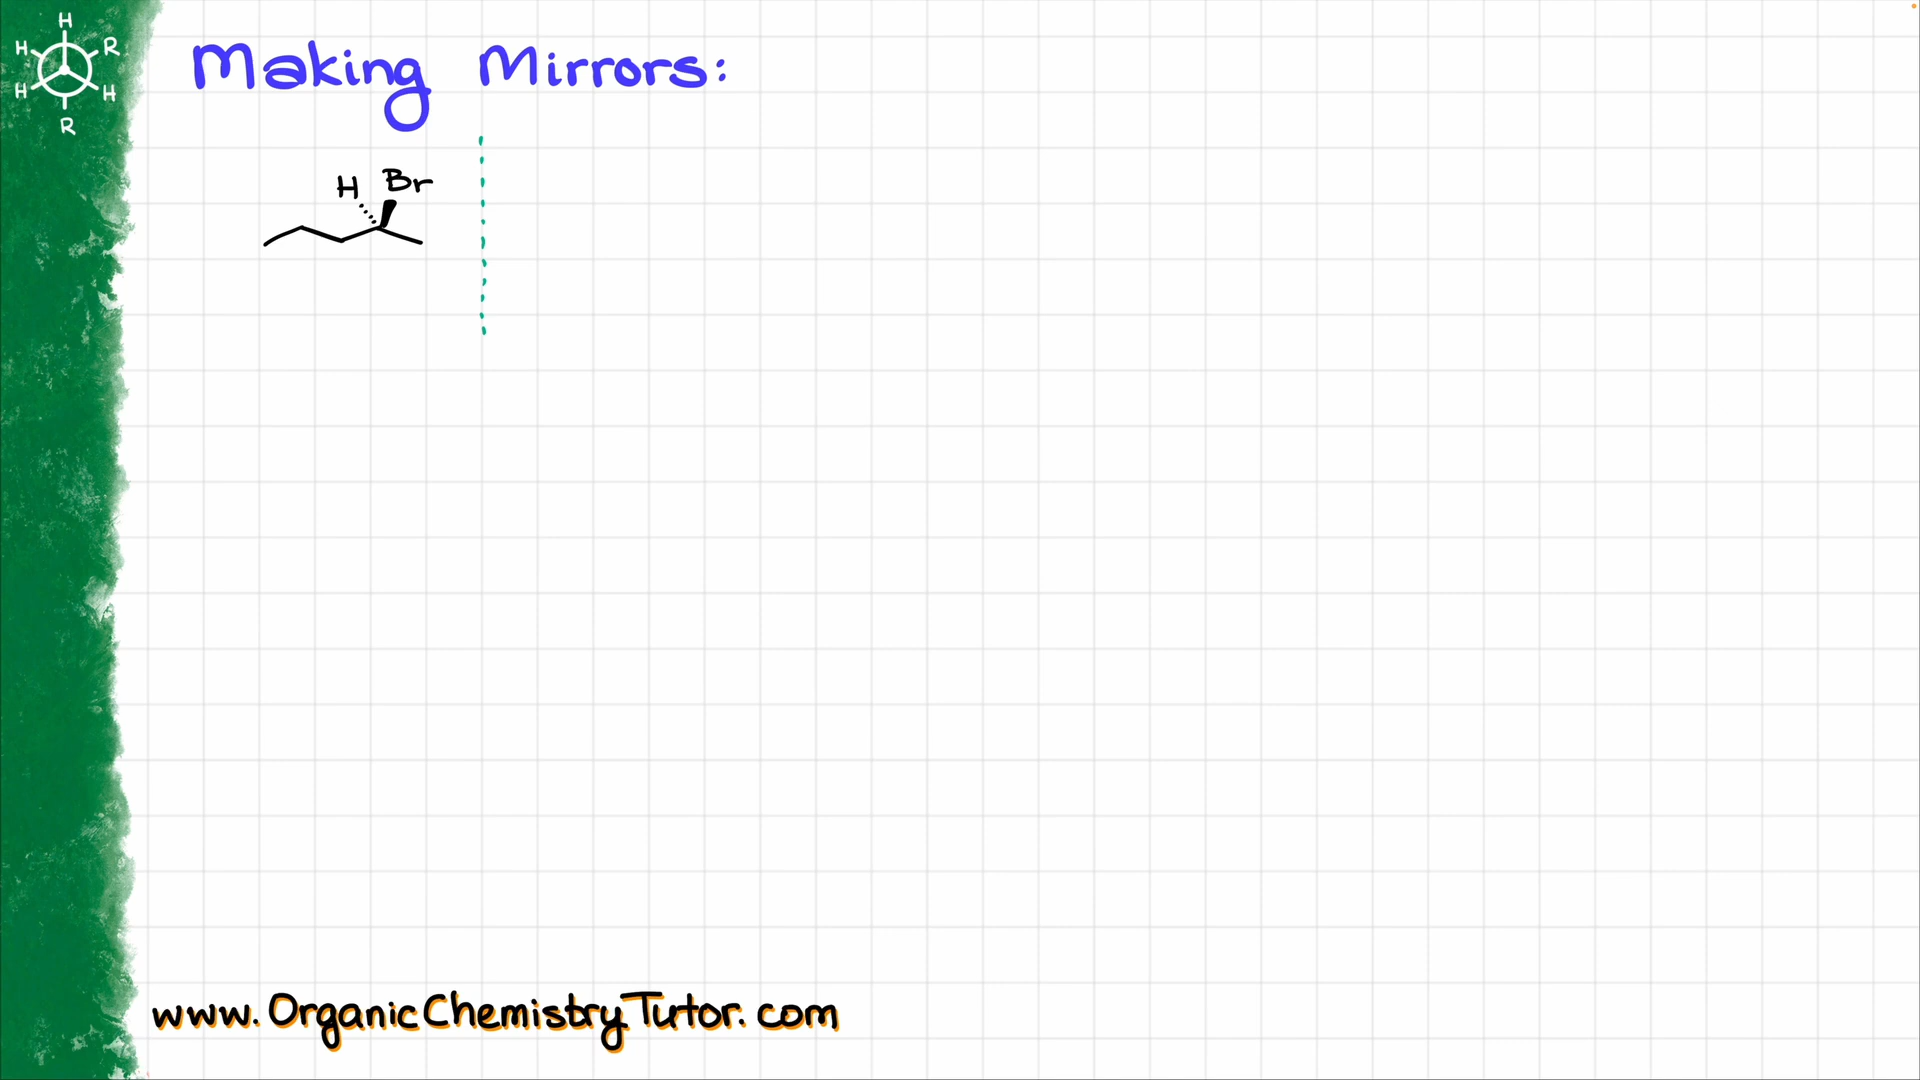 H
H R
H H
R
Making Mirrors:
H Br
www.OrganicChemistryTutor.com